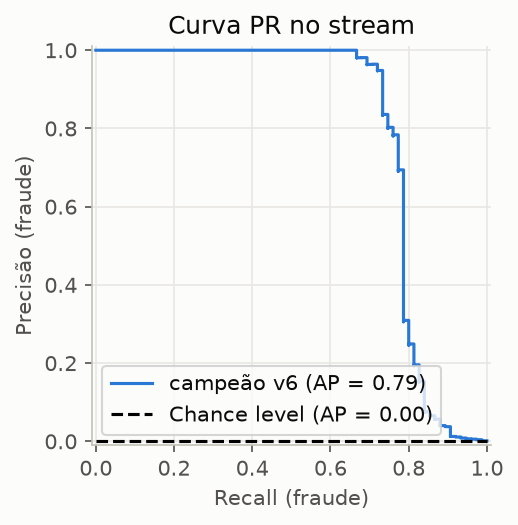 Curva PR no stream
1.0
0.8
0.6
0.4
0.2
0.0
Precisão (fraude)
campeão v6 (AP = 0.79)
Chance level (AP = 0.00)
0.0 0.2 0.4 0.6 0.8 1.0
Recall (fraude)